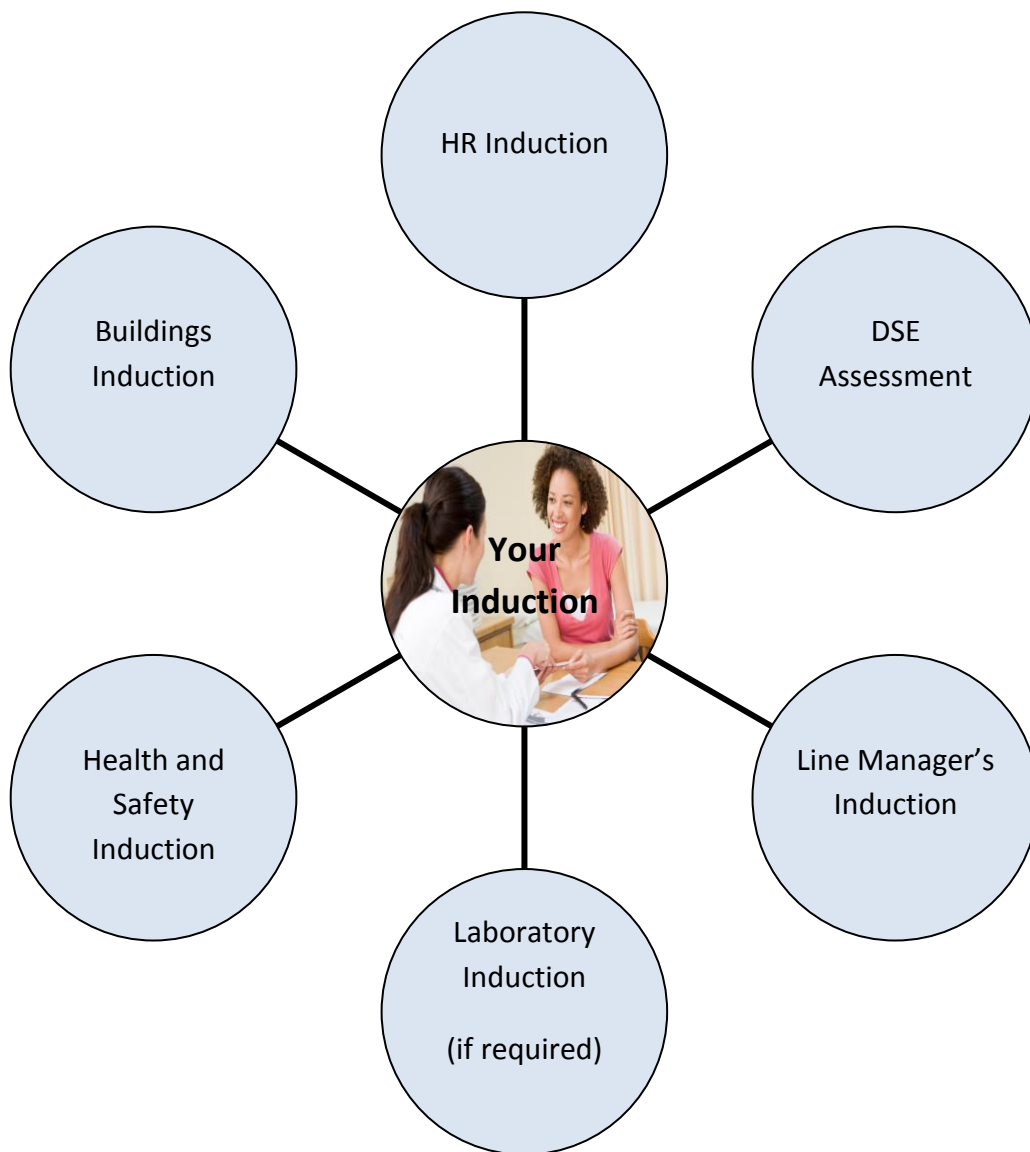 HR Induction
Buildings
Induction
DSE
Assessment
Your
Induction
Health and
Safety
Induction
Line Manager’s
Induction
Laboratory
Induction
(if required)